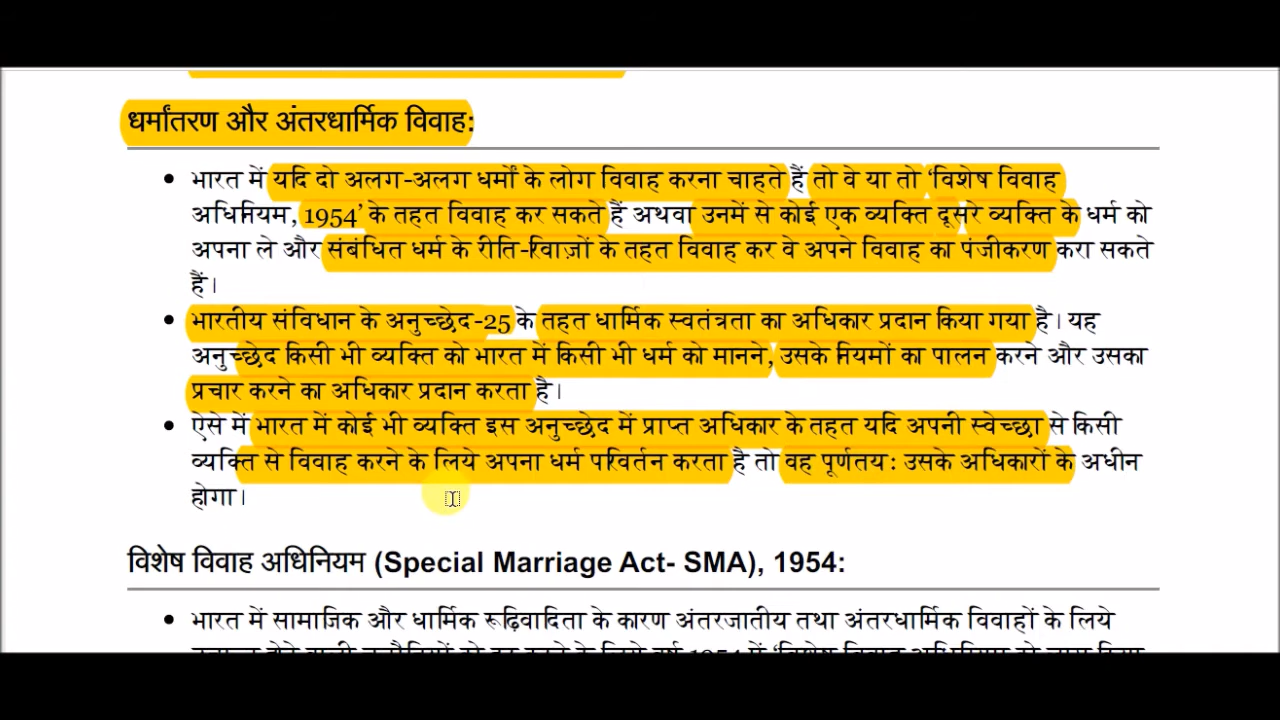 धर्मांतरण और अंतरधार्मिक विवाह:
भारत में यदि दो अलग-अलग धर्मों के लोग विवाह करना चाहते हैं तो वे या तो ‘विशेष विवाह
अधिनियम, 1954’ के तहत विवाह कर सकते हैं अथवा उनमें से कोई एक व्यक्ति दूसरे व्यक्ति के धर्म को
अपना ले और संबंधित धर्म के रीति-रिवाज़ों के तहत विवाह कर वे अपने विवाह का पंजीकरण करा सकते
हैं।
भारतीय संविधान के अनुच्छेद-25 के तहत धार्मिक स्वतंत्रता का अधिकार प्रदान किया गया है। यह
अनुच्छेद किसी भी व्यक्ति को भारत में किसी भी धर्म को मानने, उसके नियमों का पालन करने और उसका
प्रचार करने का अधिकार प्रदान करता है।
ऐसे में भारत में कोई भी व्यक्ति इस अनुच्छेद में प्राप्त अधिकार के तहत यदि अपनी स्वेच्छा से किसी
व्यक्ति से विवाह करने के लिये अपना धर्म परिवर्तन करता है तो वह पूर्णतय: उसके अधिकारों के अधीन
होगा।
विशेष विवाह अधिनियम (Special Marriage Act- SMA), 1954:
भारत में सामाजिक और धार्मिक रूढ़िवादिता के कारण अंतरजातीय तथा अंतरधार्मिक विवाहों के लिये